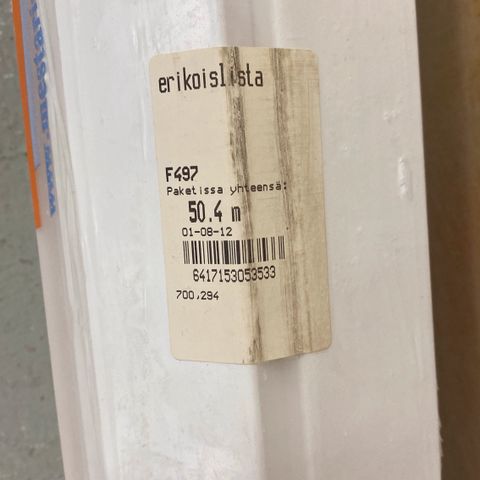 erikoislista
F497
Paketissa yhteensä:
50.4 m
01-08-12
6417153053533
700,294